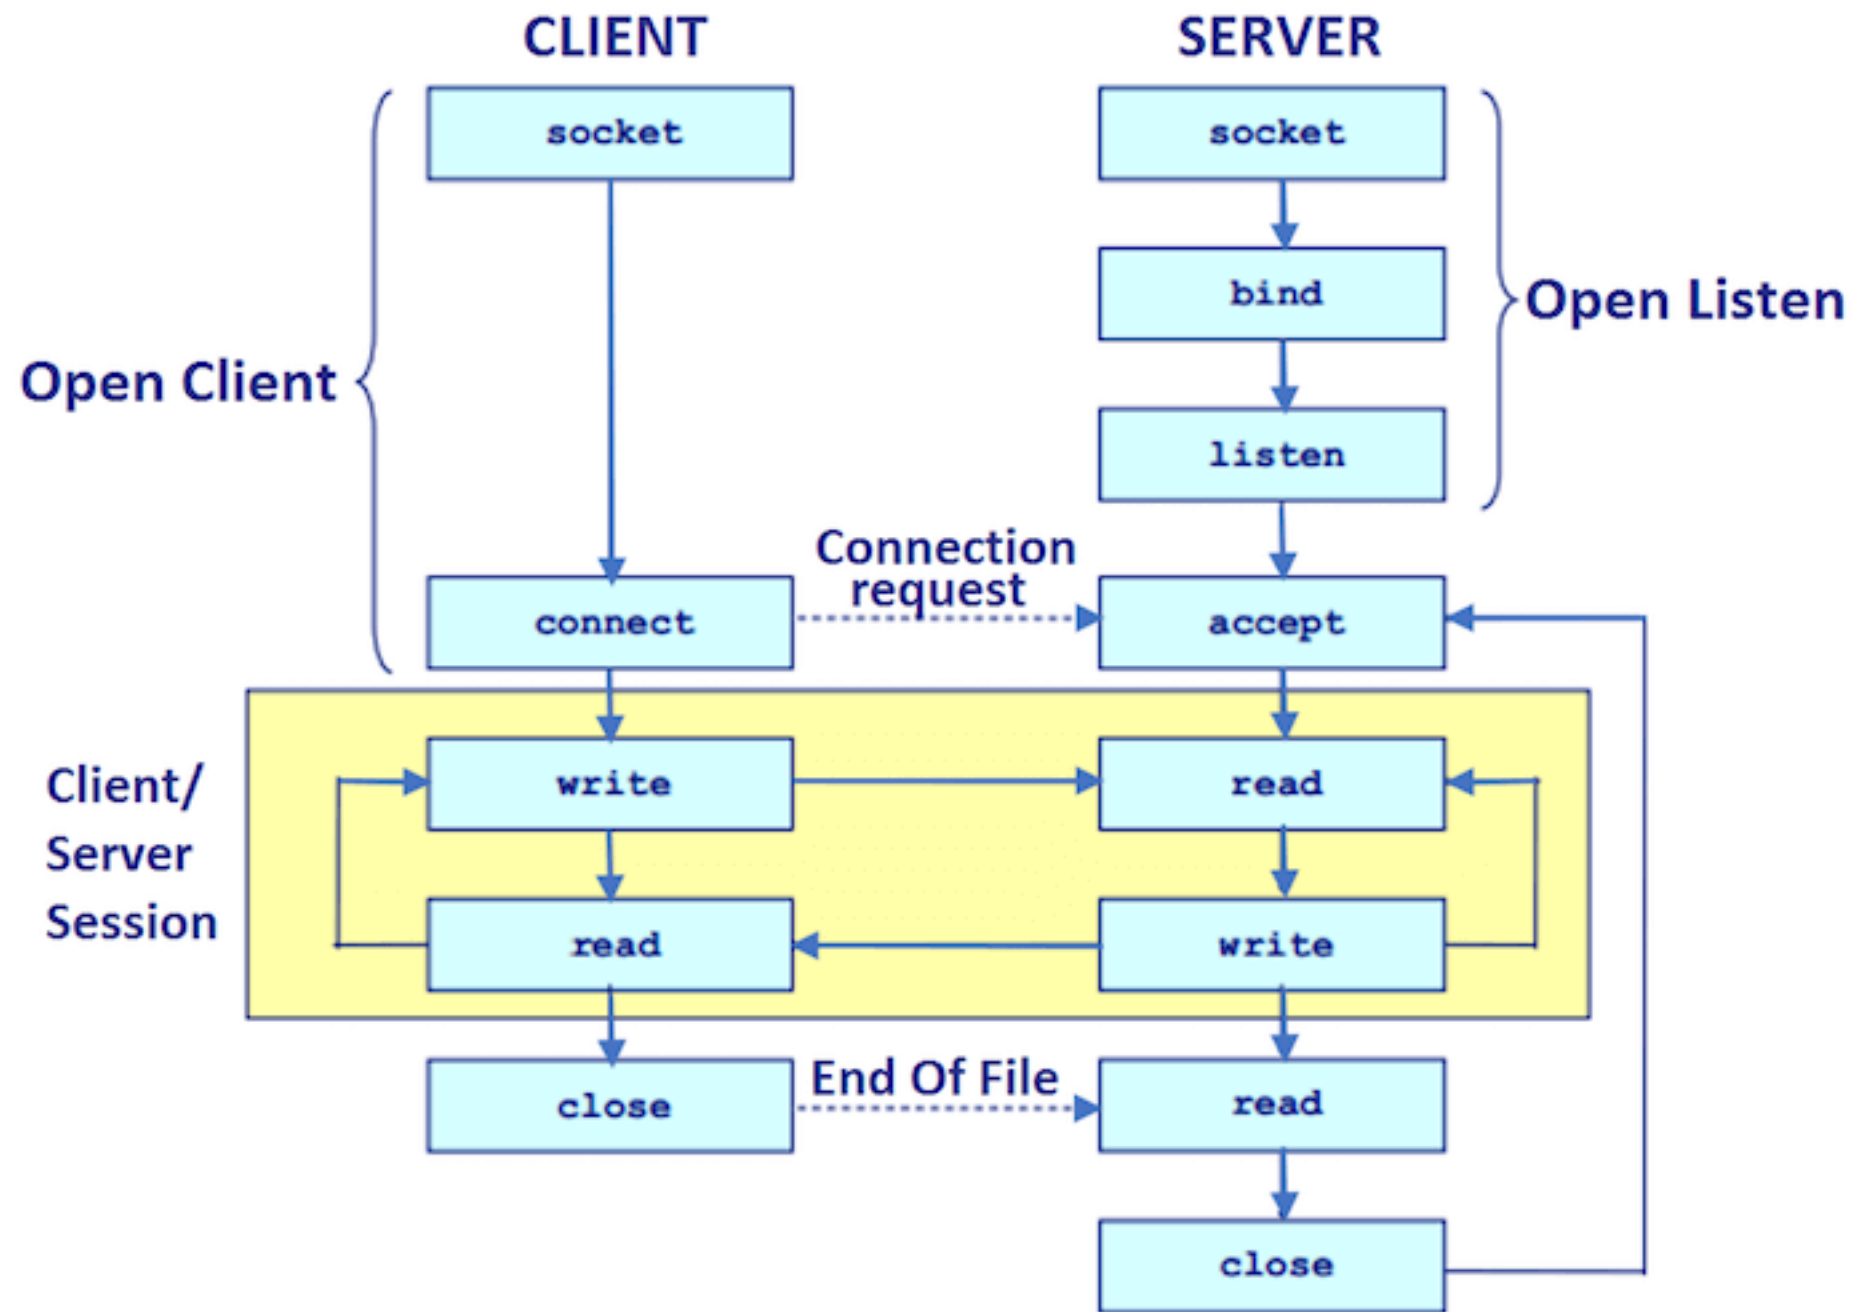 CLIENT
SERVER
socket
socket
bind
Open Listen
Open Client
listen
Connection
request
connect
accept
Client/
Server
Session
write
read
read
write
End Of File
close
read
close